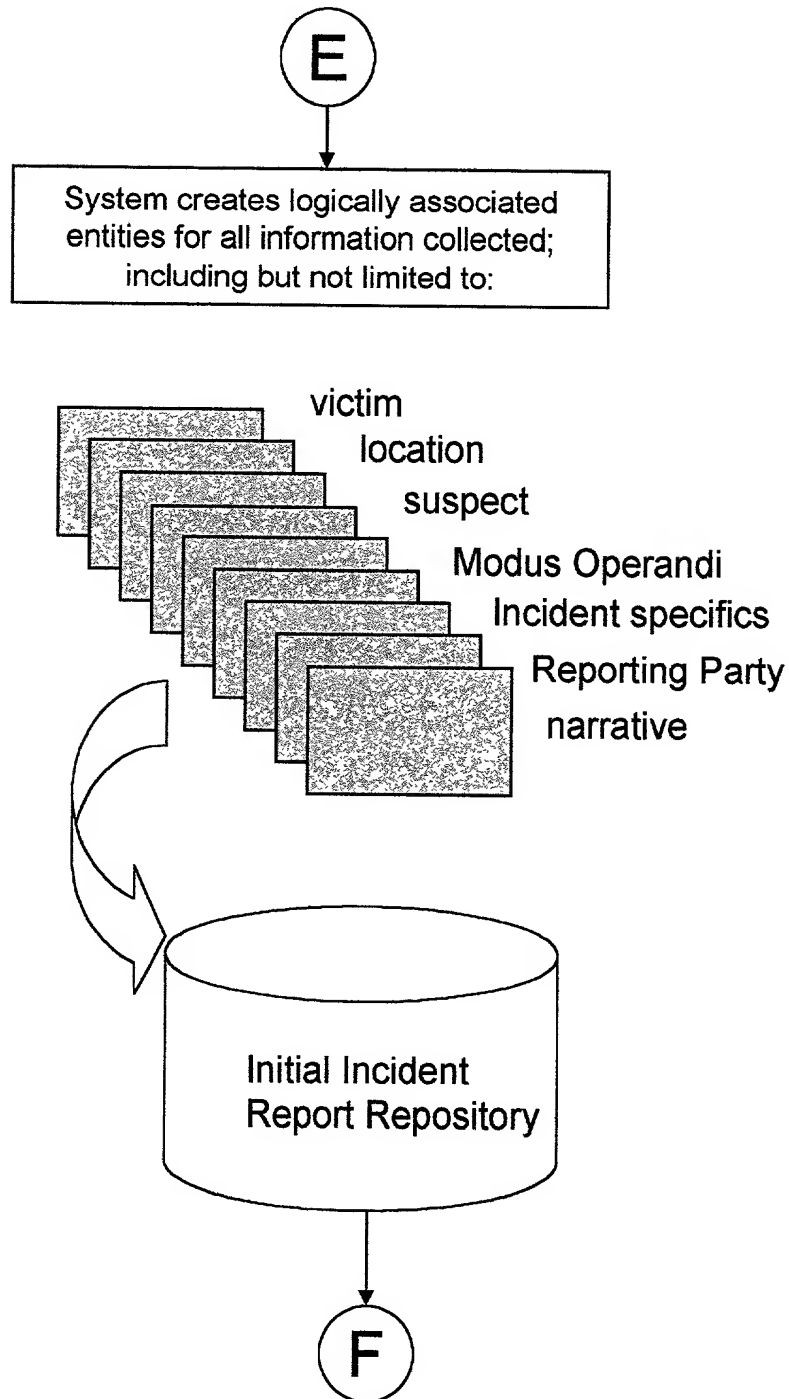 E
System creates logically associated
entities for all information collected;
including but not limited to:
victim
location
suspect
Modus Operandi
Incident specifics
Reporting Party
narrative
Initial Incident
Report Repository
F